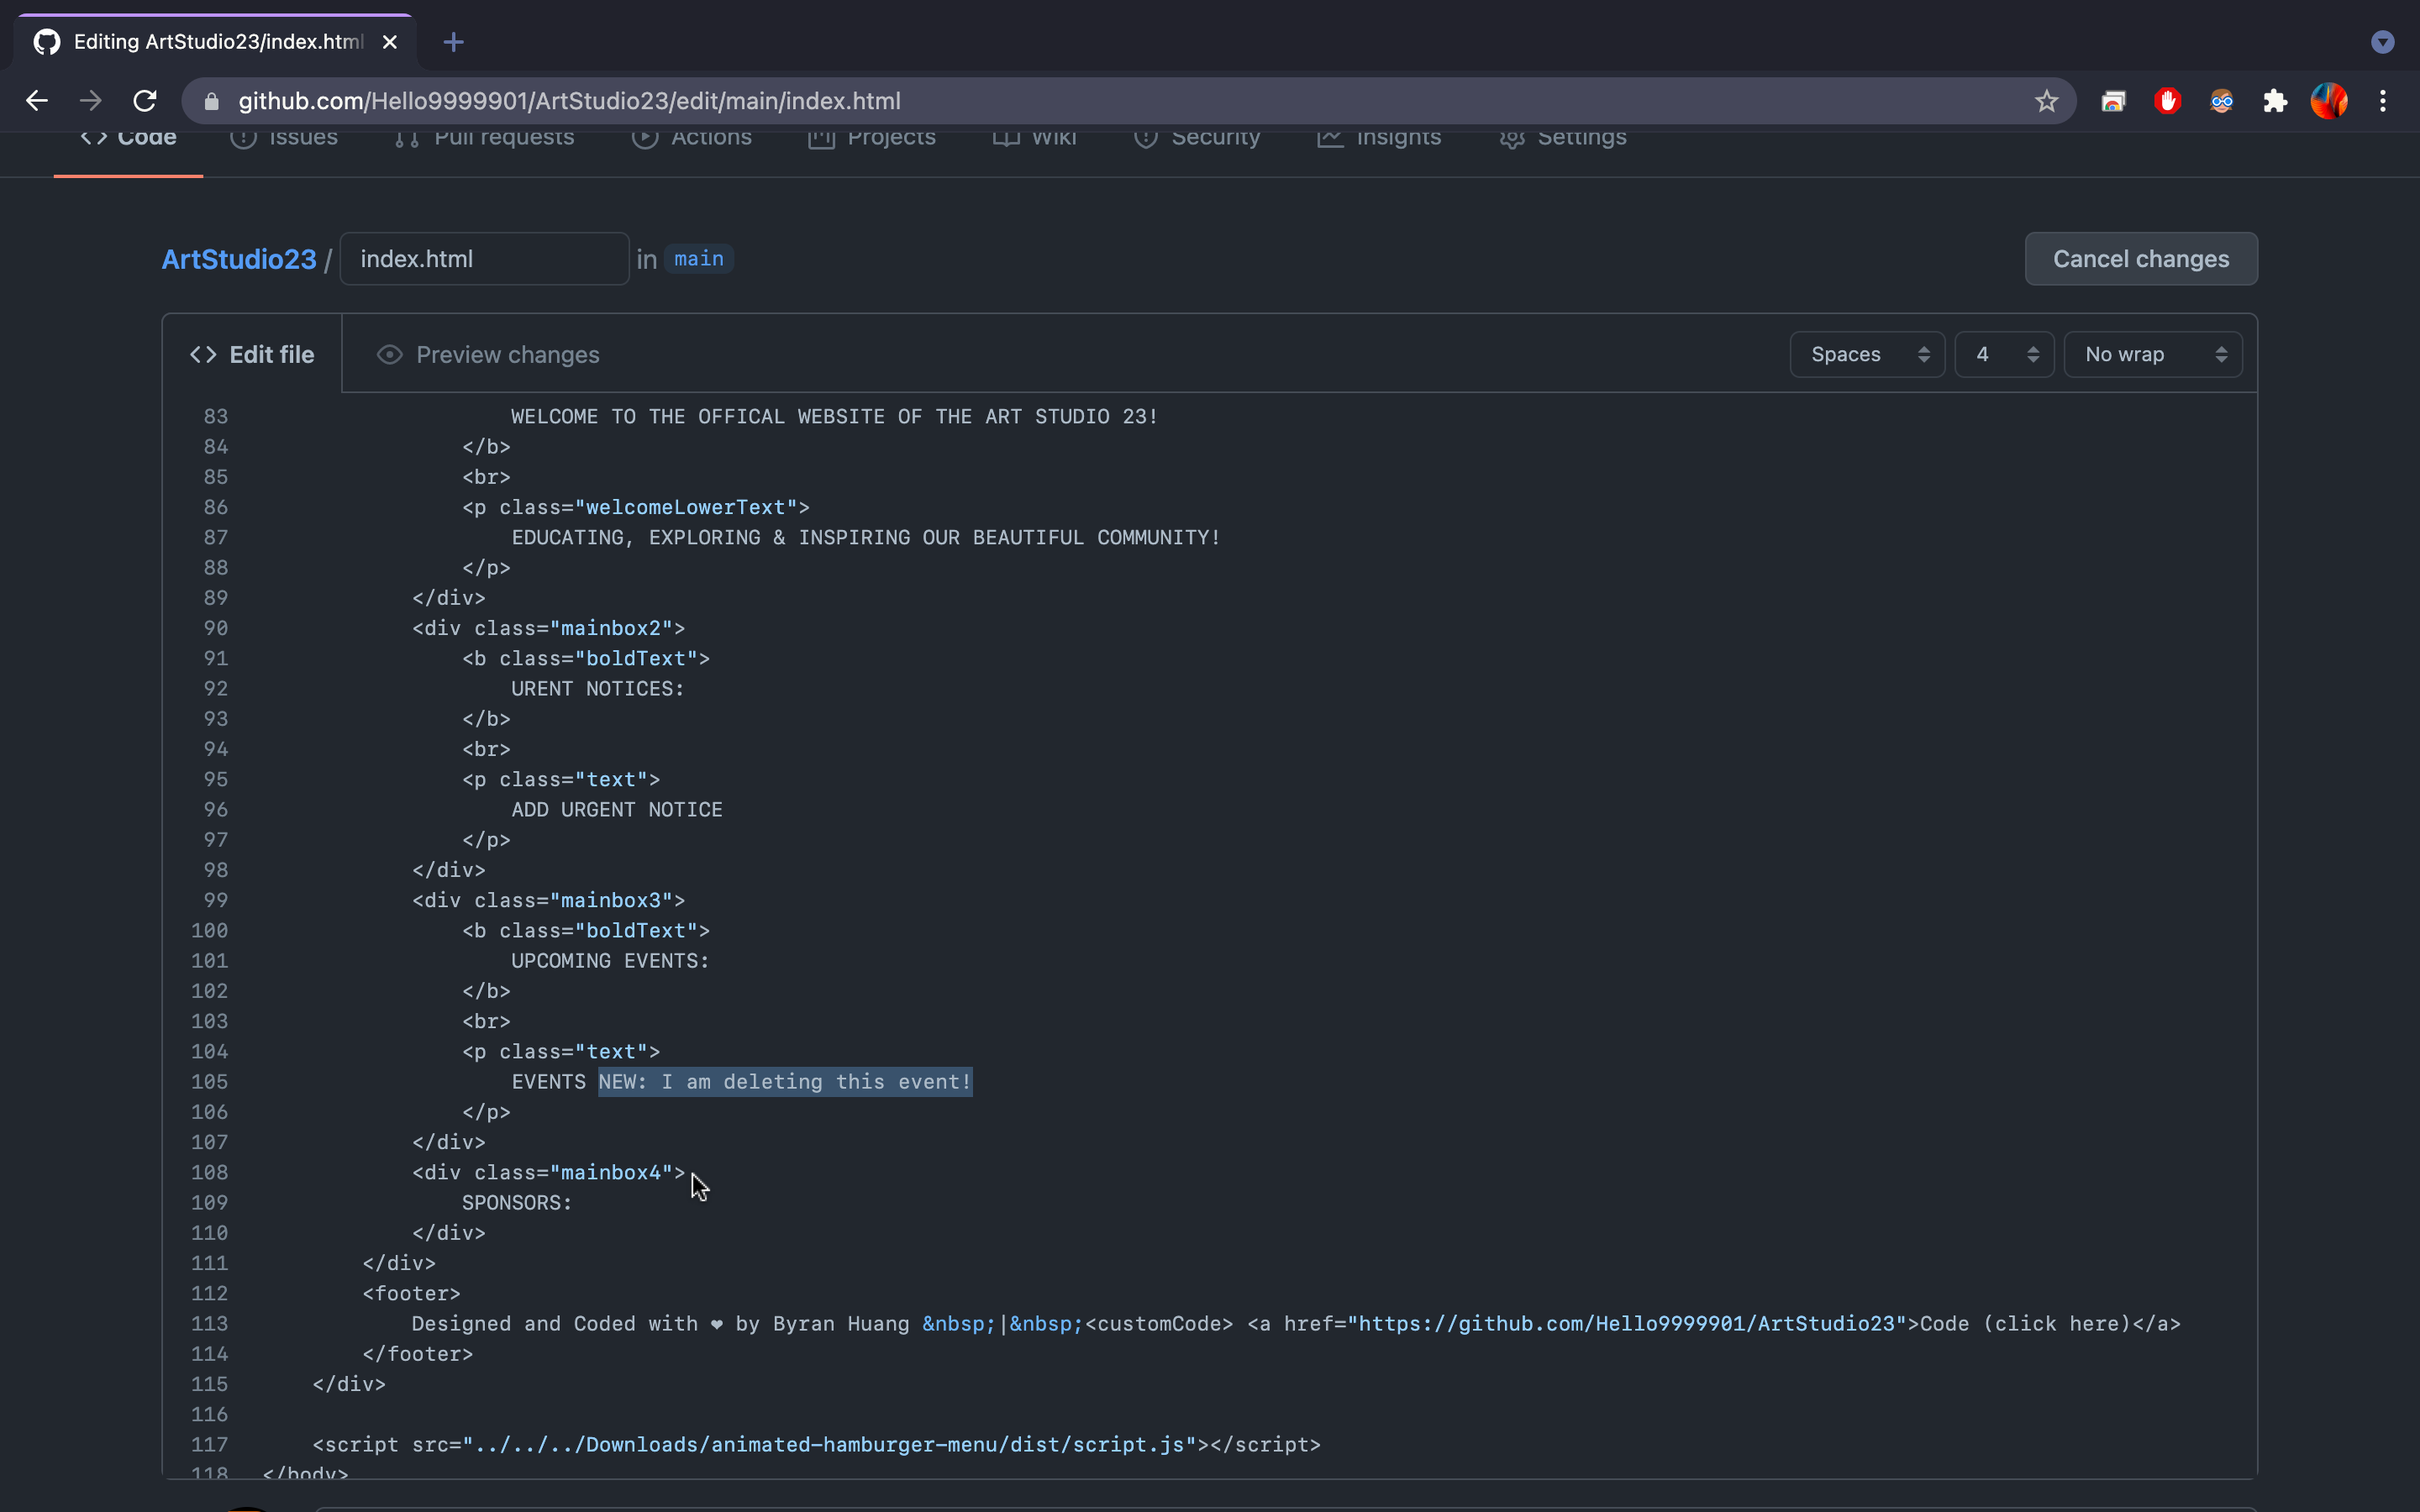 Editing ArtStudio23/index.html
github.com/Hello9999901/ArtStudio23/edit/main/index.html
Code Issues Pull requests Actions Projects Wiki Security Insights Settings
ArtStudio23 / index.html in main Cancel changes
Edit file Preview changes Spaces 4 No wrap
83 WELCOME TO THE OFFICAL WEBSITE OF THE ART STUDIO 23!
84 </b>
85 <br>
86 <p class="welcomeLowerText">
87 EDUCATING, EXPLORING & INSPIRING OUR BEAUTIFUL COMMUNITY!
88 </p>
89 </div>
90 <div class="mainbox2">
91 <b class="boldText">
92 URENT NOTICES:
93 </b>
94 <br>
95 <p class="text">
96 ADD URGENT NOTICE
97 </p>
98 </div>
99 <div class="mainbox3">
100 <b class="boldText">
101 UPCOMING EVENTS:
102 </b>
103 <br>
104 <p class="text">
105 EVENTS NEW: I am deleting this event!
106 </p>
107 </div>
108 <div class="mainbox4">
109 SPONSORS:
110 </div>
111 </div>
112 <footer>
113 Designed and Coded with ❤ by Byran Huang &nbsp;|&nbsp;<customCode> <a href="https://github.com/Hello9999901/ArtStudio23">Code (click here)</a>
114 </footer>
115 </div>
116
117 <script src="../../../Downloads/animated-hamburger-menu/dist/script.js"></script>
118 </body>